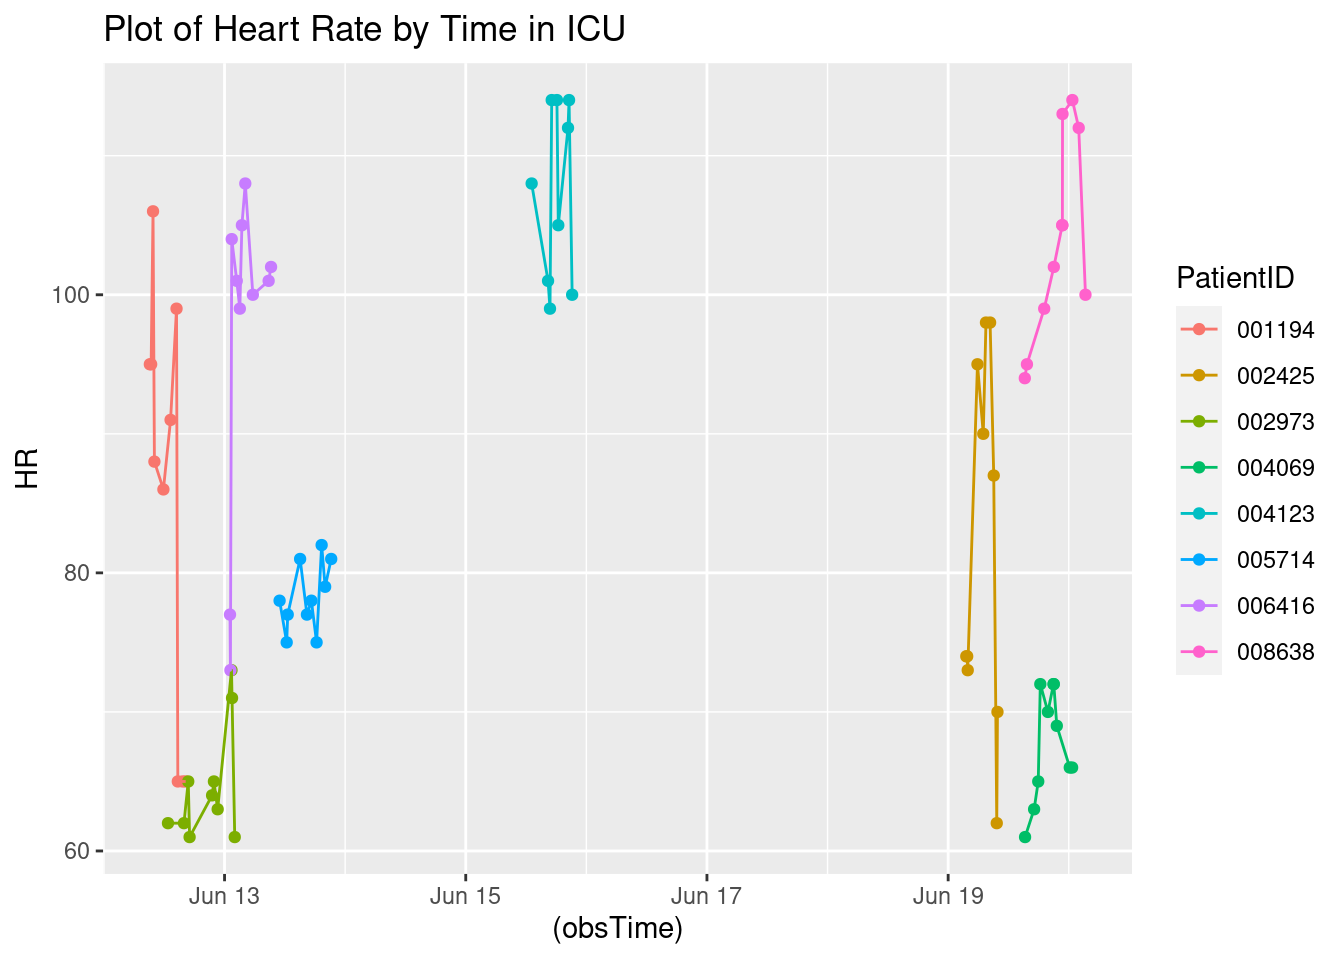 Plot of Heart Rate by Time in ICU
HR
100
80
60
Jun 13
Jun 15
Jun 17
Jun 19
(obsTime)
PatientID
001194
002425
002973
004069
004123
005714
006416
008638